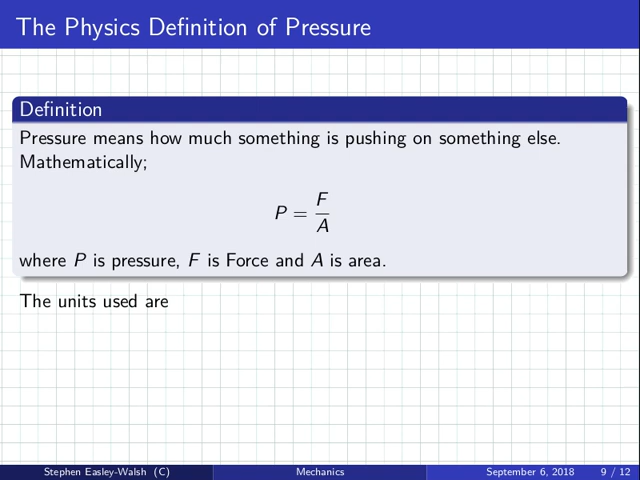 The Physics Definition of Pressure
Definition
Pressure means how much something is pushing on something else.
Mathematically;
P = F/A
where P is pressure, F is Force and A is area.
The units used are
Stephen Easley-Walsh (C) Mechanics September 6, 2018 9 / 12